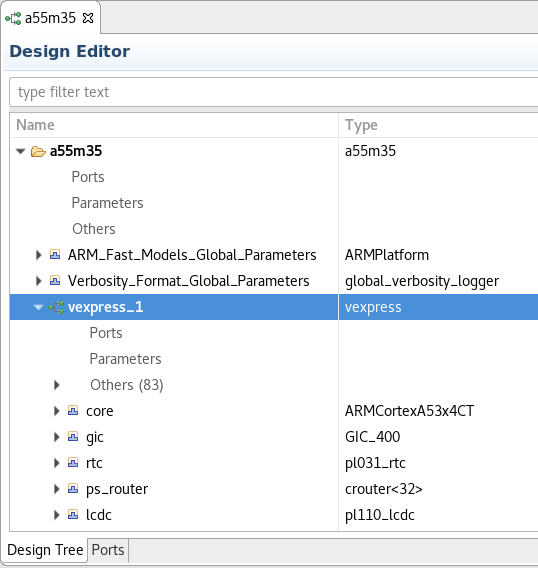 a55m35
Design Editor
type filter text
Name Type
a55m35 a55m35
Ports
Parameters
Others
ARM_Fast_Models_Global_Parameters ARMPlatform
Verbosity_Format_Global_Parameters global_verbosity_logger
vexpress_1 vexpress
Ports
Parameters
Others (83)
core ARMCortexA53x4CT
gic GIC_400
rtc pl031_rtc
ps_router crouter<32>
lcdc pl110_lcdc
Design Tree Ports